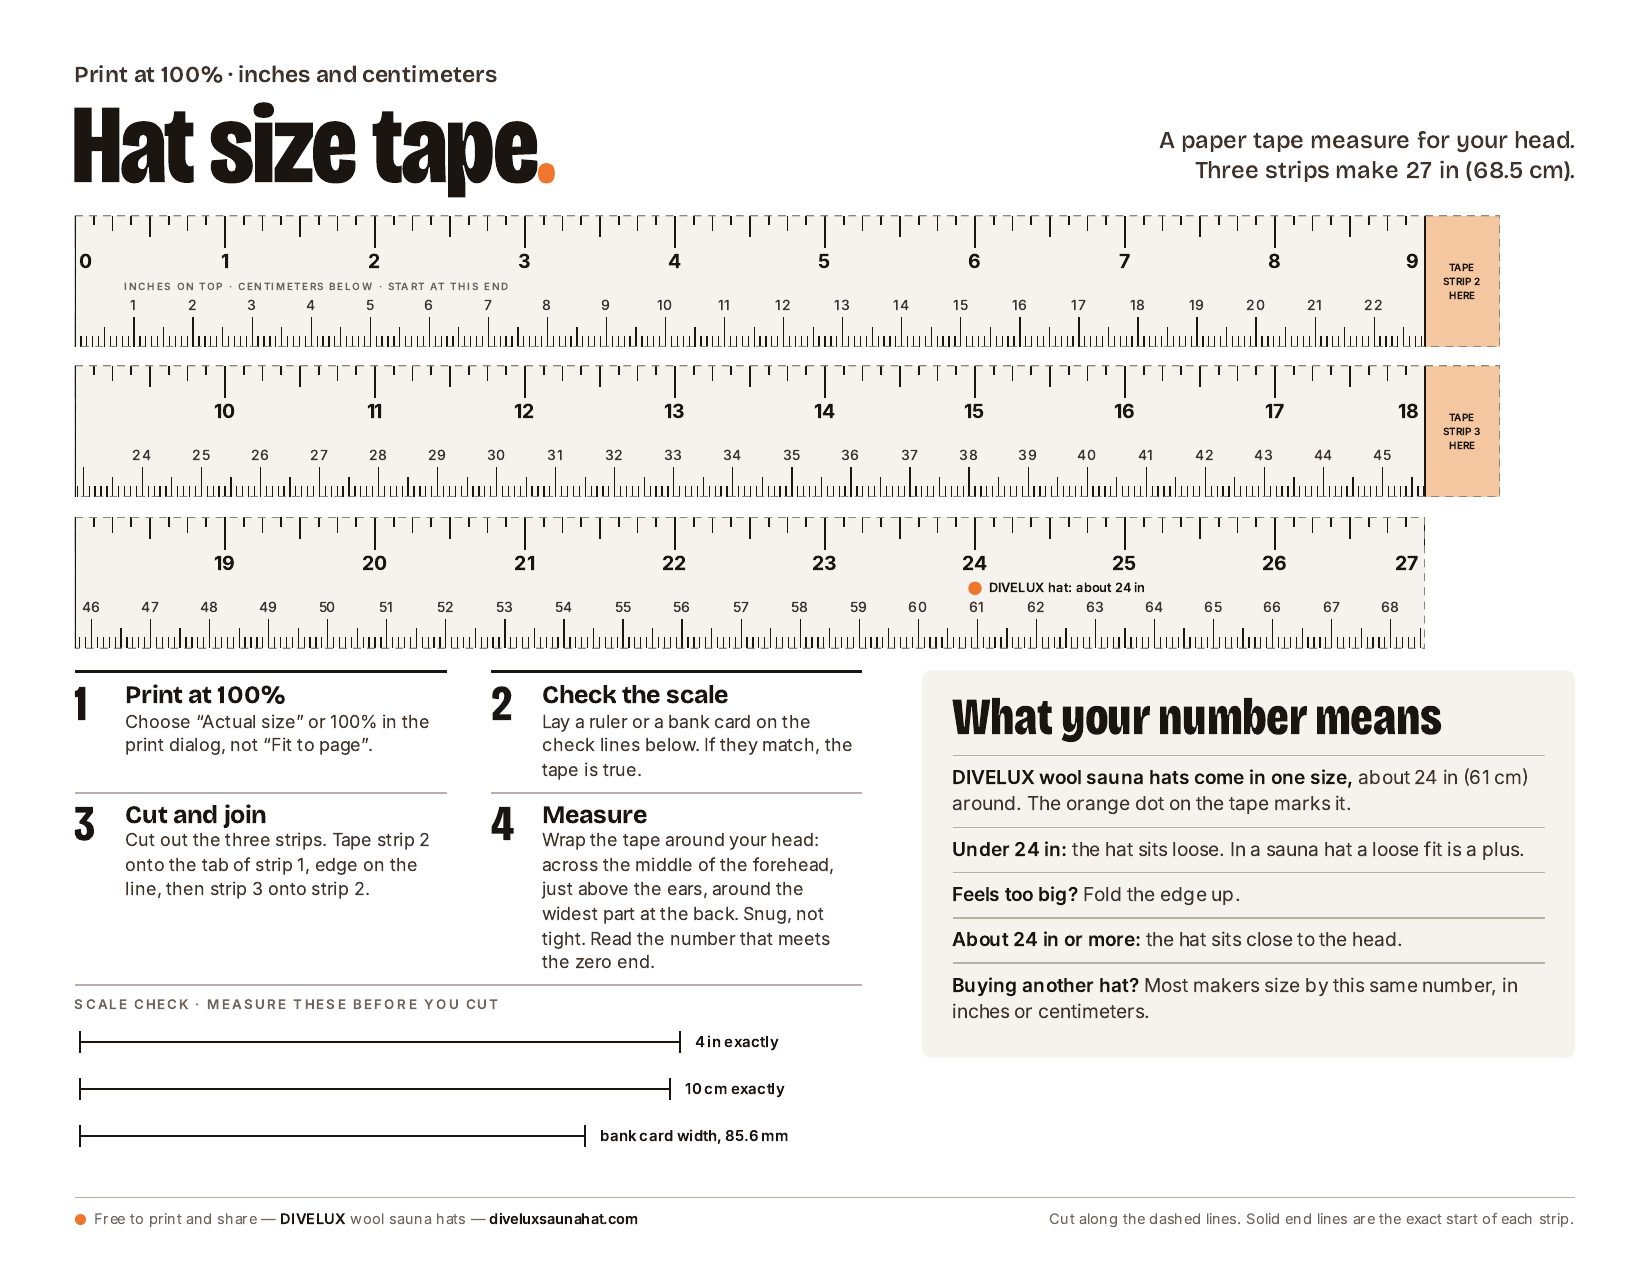 Print at 100% · inches and centimeters
Hat size tape.
A paper tape measure for your head.
Three strips make 27 in (68.5 cm).
0 1 2 3 4 5 6 7 8 9
INCHES ON TOP · CENTIMETERS BELOW · START AT THIS END
1 2 3 4 5 6 7 8 9 10 11 12 13 14 15 16 17 18 19 20 21 22
TAPE
STRIP 2
HERE
10 11 12 13 14 15 16 17 18
24 25 26 27 28 29 30 31 32 33 34 35 36 37 38 39 40 41 42 43 44 45
TAPE
STRIP 3
HERE
19 20 21 22 23 24 25 26 27
DIVELUX hat: about 24 in
46 47 48 49 50 51 52 53 54 55 56 57 58 59 60 61 62 63 64 65 66 67 68
1 Print at 100%
Choose “Actual size” or 100% in the
print dialog, not “Fit to page”.
2 Check the scale
Lay a ruler or a bank card on the
check lines below. If they match, the
tape is true.
3 Cut and join
Cut out the three strips. Tape strip 2
onto the tab of strip 1, edge on the
line, then strip 3 onto strip 2.
4 Measure
Wrap the tape around your head:
across the middle of the forehead,
just above the ears, around the
widest part at the back. Snug, not
tight. Read the number that meets
the zero end.
SCALE CHECK · MEASURE THESE BEFORE YOU CUT
4 in exactly
10 cm exactly
bank card width, 85.6 mm
What your number means
DIVELUX wool sauna hats come in one size, about 24 in (61 cm)
around. The orange dot on the tape marks it.
Under 24 in: the hat sits loose. In a sauna hat a loose fit is a plus.
Feels too big? Fold the edge up.
About 24 in or more: the hat sits close to the head.
Buying another hat? Most makers size by this same number, in
inches or centimeters.
Free to print and share — DIVELUX wool sauna hats — diveluxsaunahat.com
Cut along the dashed lines. Solid end lines are the exact start of each strip.